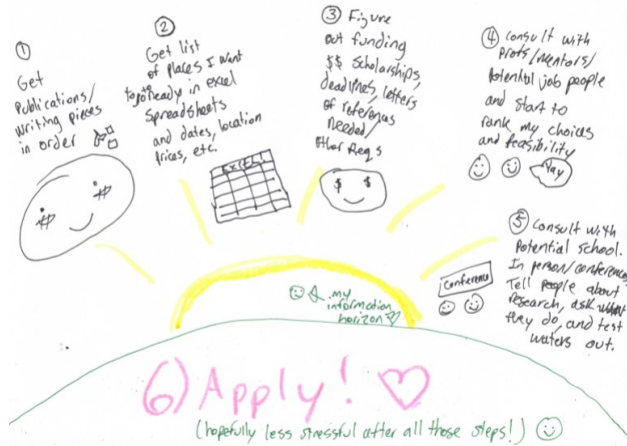 ①
Get
Publications/
Writing pieces
in order
②
Get list
of places I want
to go ready in excel
Spreadsheets
and dates, location
Prices, etc.
EXCEL!
③ Figure
out funding
$$ Scholarships,
deadlines, letters
of references
needed/
other Reqs
$ $
④ Consult with
Profs/Mentors/
Potential job people
and start to
rank my choices
and feasibility
Yay
⑤ Consult with
Potential school.
In person/conferences
Tell people about
research, ask what
they do, and test
waters out.
Conference
my
information
horizon
6) Apply!
(hopefully less stressful after all those steps!)